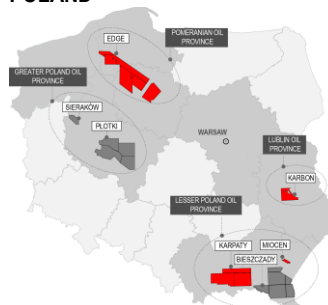 POLAND
EDGE
POMERANIAN OIL
PROVINCE
GREATER POLAND OIL
PROVINCE
SIERAKÓW
PŁOTKI
WARSAW
LUBLIN OIL
PROVINCE
KARBON
LESSER POLAND OIL
PROVINCE
KARPATY
MIOCEN
BIESZCZADY